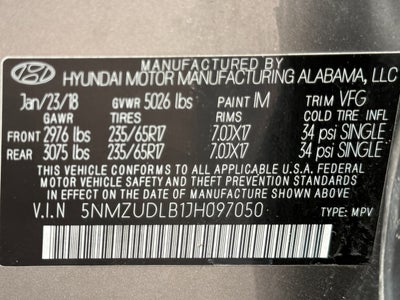 MANUFACTURED BY
HYUNDAI MOTOR MANUFACTURING ALABAMA, LLC
Jan/23/18 GVWR 5026 lbs PAINT IM TRIM VFG
GAWR TIRES RIMS COLD TIRE INFL
FRONT 2976 lbs 235/65R17 7.0JX17 34 psi SINGLE
REAR 3075 lbs 235/65R17 7.0JX17 34 psi SINGLE
THIS VEHICLE CONFORMS TO ALL APPLICABLE U.S.A. FEDERAL
MOTOR VEHICLE SAFETY AND THEFT PREVENTION STANDARDS
IN EFFECT ON THE DATE OF MANUFACTURE SHOWN ABOVE.
V.I.N 5NMZUDLB1JH097050 TYPE: MPV